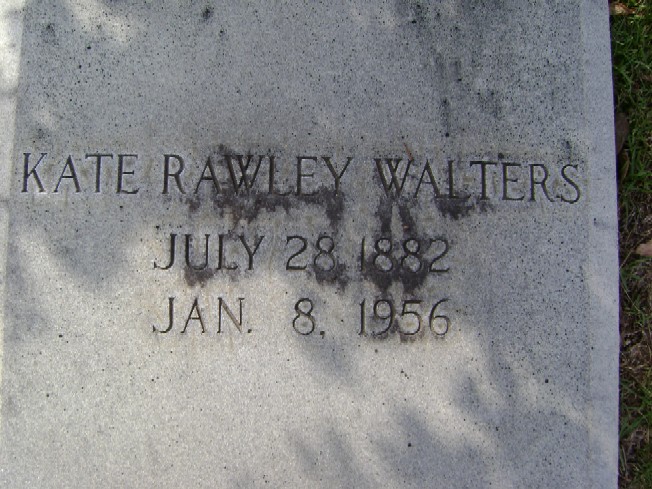 KATE RAWLEY WALTERS
JULY 28, 1882
JAN. 8, 1956